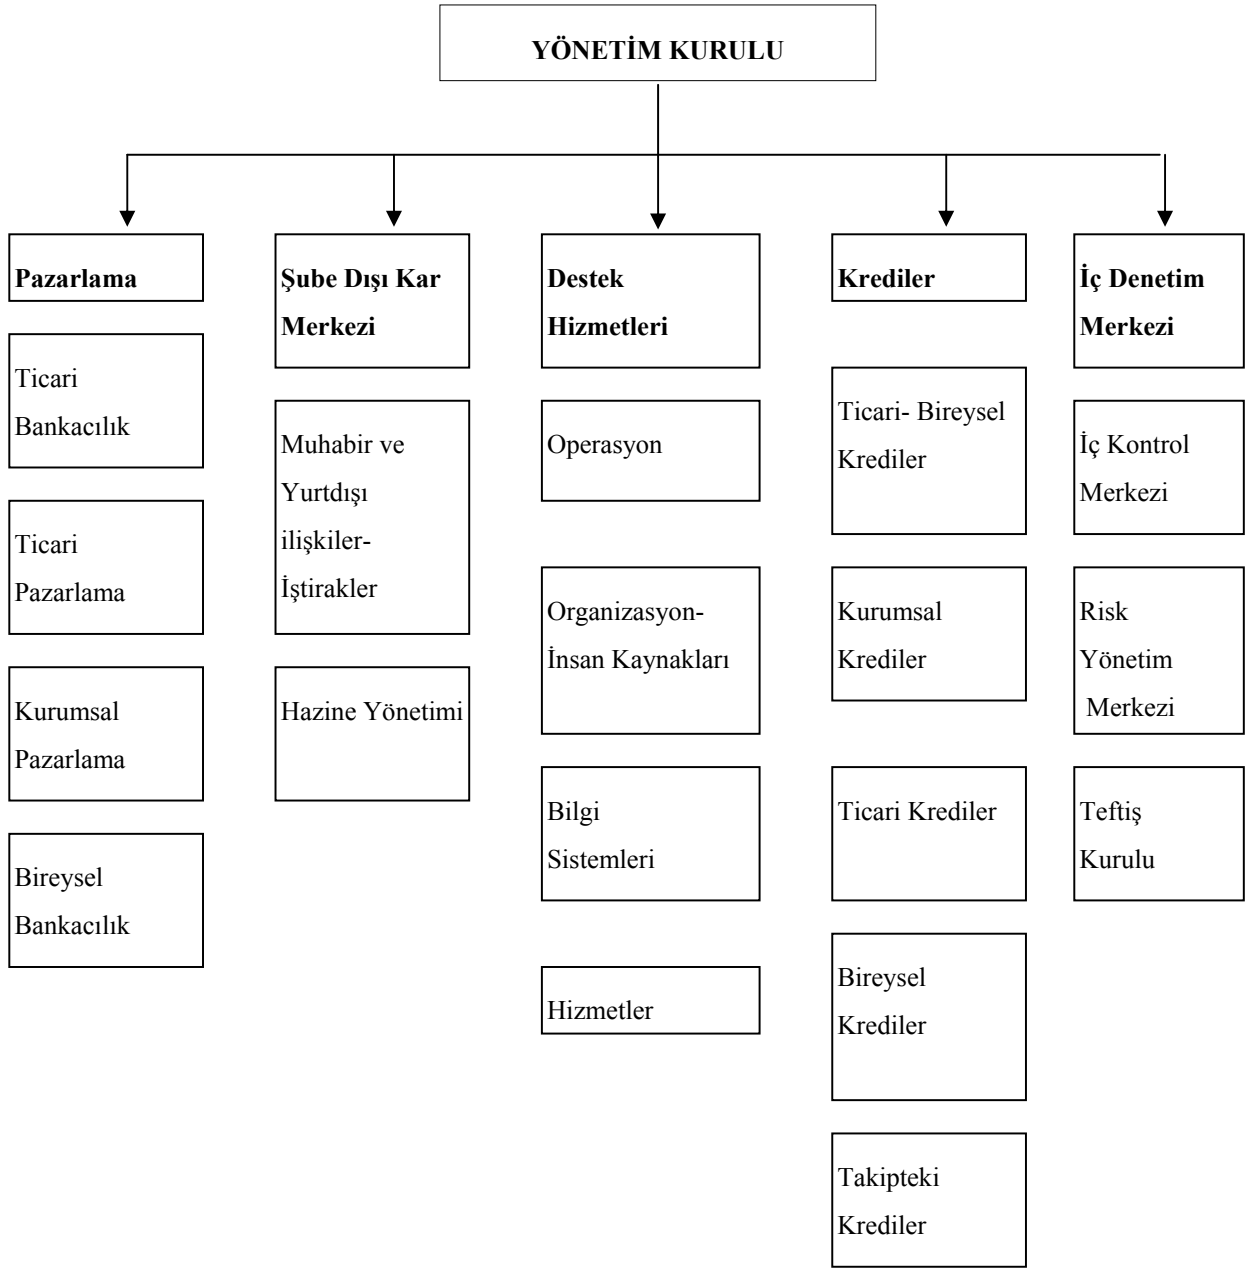 YÖNETİM KURULU
Pazarlama
Ticari
Bankacılık
Ticari
Pazarlama
Kurumsal
Pazarlama
Bireysel
Bankacılık
Şube Dışı Kar
Merkezi
Muhabir ve
Yurtdışı
ilişkiler-
İştirakler
Hazine Yönetimi
Destek
Hizmetleri
Operasyon
Organizasyon-
İnsan Kaynakları
Bilgi
Sistemleri
Hizmetler
Krediler
Ticari- Bireysel
Krediler
Kurumsal
Krediler
Ticari Krediler
Bireysel
Krediler
Takipteki
Krediler
İç Denetim
Merkezi
İç Kontrol
Merkezi
Risk
Yönetim
Merkezi
Teftiş
Kurulu